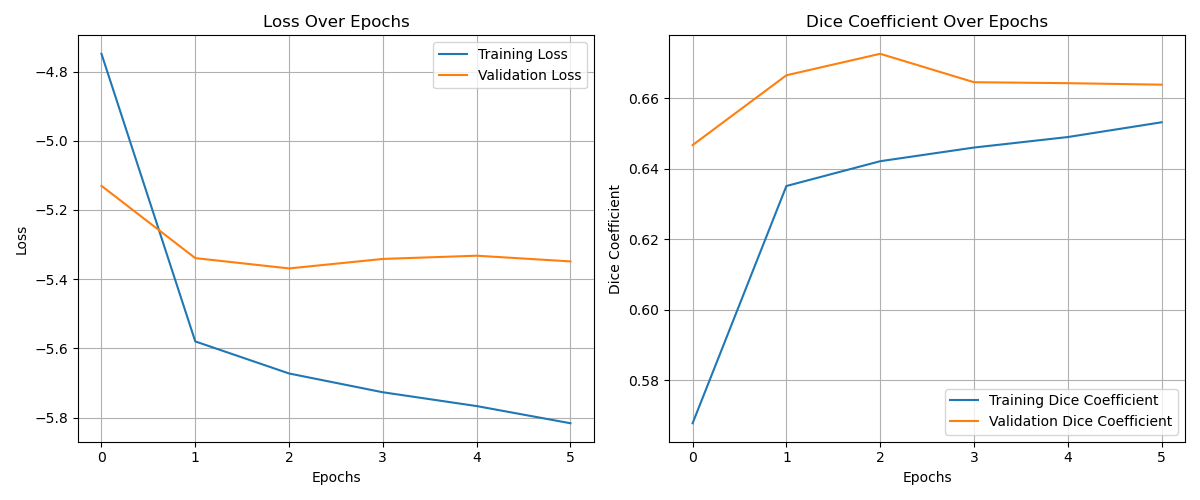 Loss Over Epochs
Training Loss
Validation Loss
−4.8
−5.0
−5.2
−5.4
−5.6
−5.8
Loss
0 1 2 3 4 5
Epochs
Dice Coefficient Over Epochs
0.66
0.64
0.62
0.60
0.58
Dice Coefficient
Training Dice Coefficient
Validation Dice Coefficient
0 1 2 3 4 5
Epochs